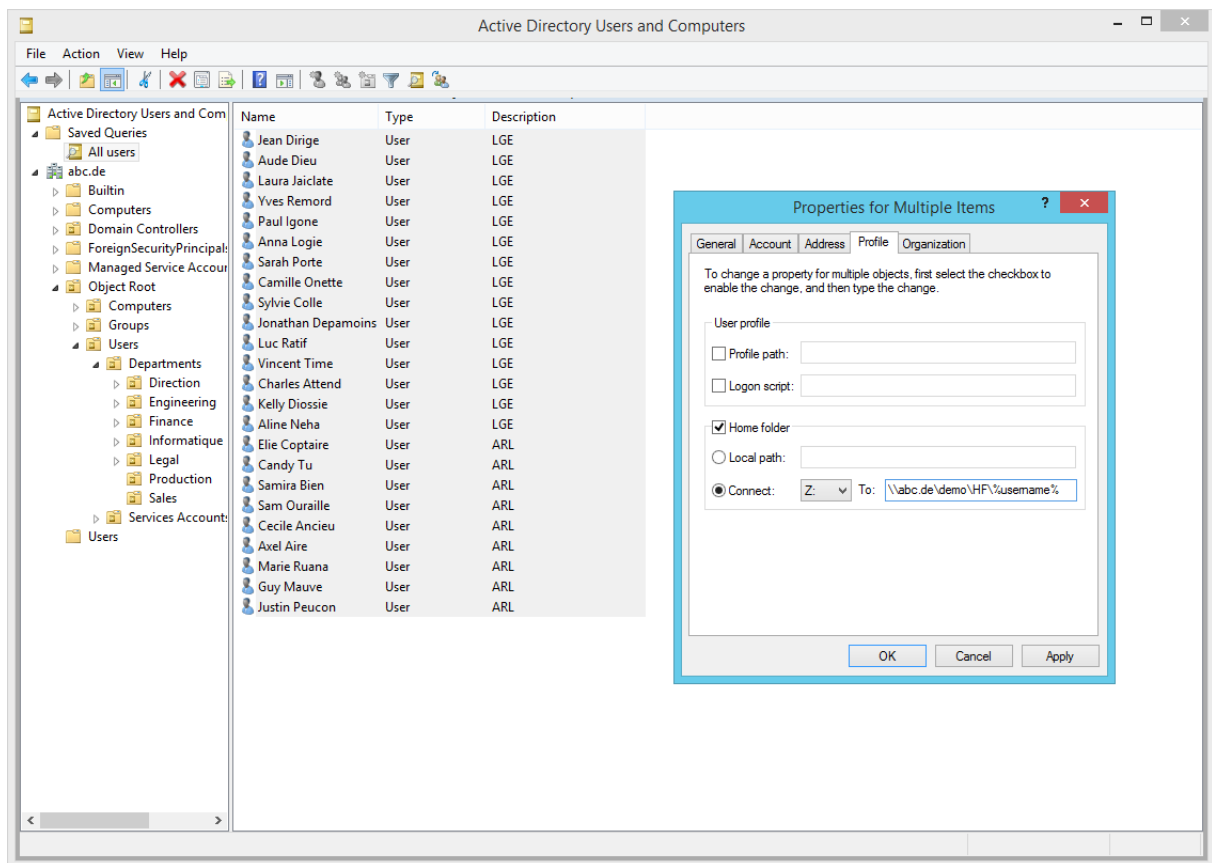 Active Directory Users and Computers
File Action View Help
Active Directory Users and Com
Saved Queries
All users
abc.de
Builtin
Computers
Domain Controllers
ForeignSecurityPrincipals
Managed Service Accour
Object Root
Computers
Groups
Users
Departments
Direction
Engineering
Finance
Informatique
Legal
Production
Sales
Services Accounts
Users
Name Type Description
Jean Dirige User LGE
Aude Dieu User LGE
Laura Jaiclate User LGE
Yves Remord User LGE
Paul Igone User LGE
Anna Logie User LGE
Sarah Porte User LGE
Camille Onette User LGE
Sylvie Colle User LGE
Jonathan Depamoins User LGE
Luc Ratif User LGE
Vincent Time User LGE
Charles Attend User LGE
Kelly Diossie User LGE
Aline Neha User LGE
Elie Coptaire User ARL
Candy Tu User ARL
Samira Bien User ARL
Sam Ouraille User ARL
Cecile Ancieu User ARL
Axel Aire User ARL
Marie Ruana User ARL
Guy Mauve User ARL
Justin Peucon User ARL
Properties for Multiple Items
General Account Address Profile Organization
To change a property for multiple objects, first select the checkbox to
enable the change, and then type the change.
User profile
Profile path:
Logon script:
Home folder
Local path:
Connect: Z: To: \\abc.de\demo\HF\%username%
OK Cancel Apply